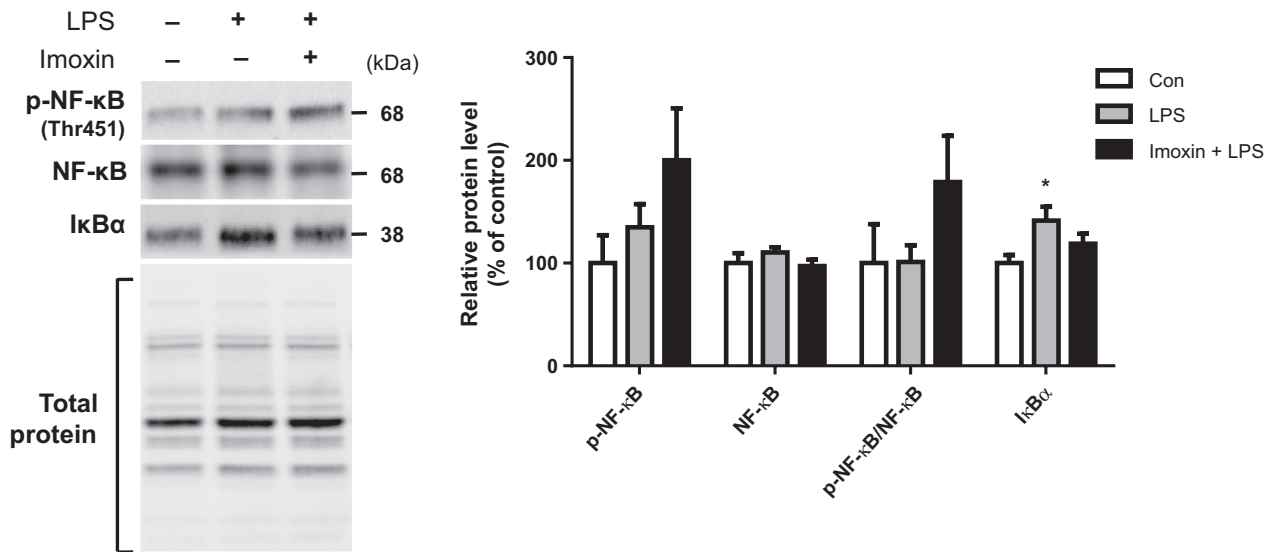 LPS – + +
Imoxin – – + (kDa)
p-NF-κB
(Thr451)
68
NF-κB
68
IκBα
38
Total
protein
Relative protein level
(% of control)
300
200
100
0
*
p-NF-κB
NF-κB
p-NF-κB/NF-κB
IκBα
Con
LPS
Imoxin + LPS